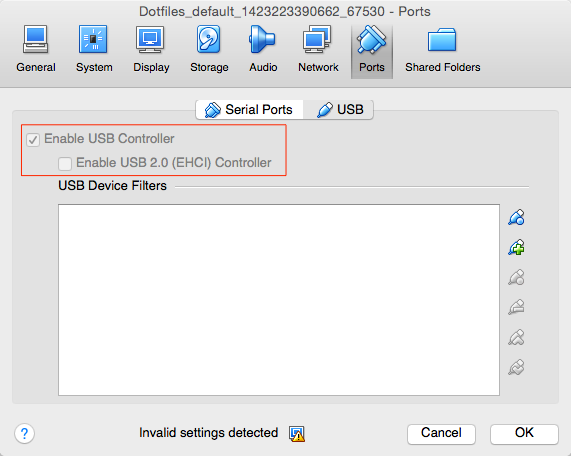 Dotfiles_default_1423223390662_67530 - Ports
General System Display Storage Audio Network Ports Shared Folders
Serial Ports USB
Enable USB Controller
Enable USB 2.0 (EHCI) Controller
USB Device Filters
? Invalid settings detected Cancel OK